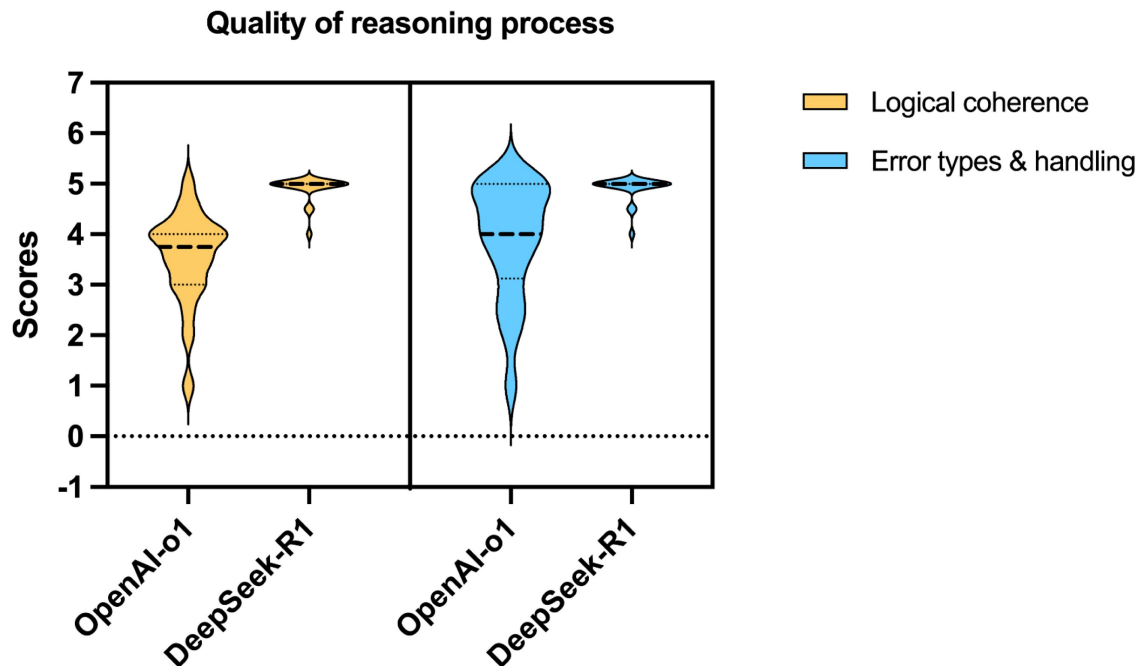 Quality of reasoning process
Scores
7
6
5
4
3
2
1
0
-1
OpenAI-o1
DeepSeek-R1
OpenAI-o1
DeepSeek-R1
Logical coherence
Error types & handling